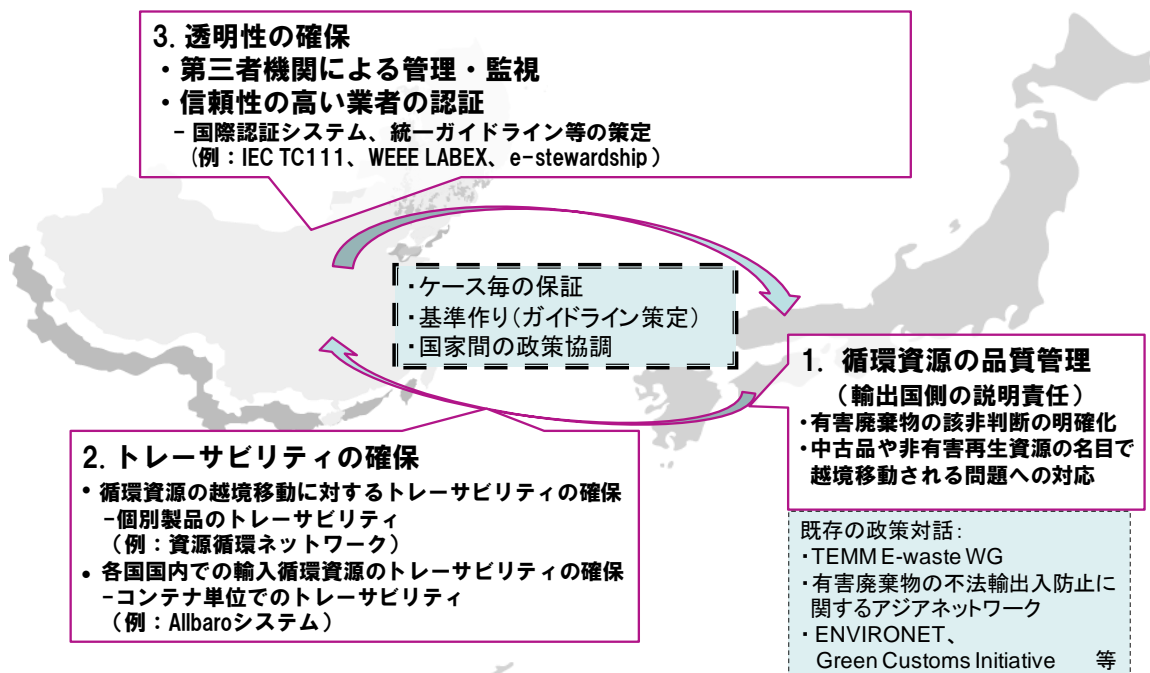 3. 透明性の確保
・第三者機関による管理・監視
・信頼性の高い業者の認証
- 国際認証システム、統一ガイドライン等の策定
(例：IEC TC111、WEEE LABEX、e-stewardship)
・ケース毎の保証
・基準作り(ガイドライン策定)
・国家間の政策協調
1. 循環資源の品質管理
(輸出国側の説明責任)
・有害廃棄物の該非判断の明確化
・中古品や非有害再生資源の名目で
越境移動される問題への対応
2. トレーサビリティの確保
• 循環資源の越境移動に対するトレーサビリティの確保
-個別製品のトレーサビリティ
(例：資源循環ネットワーク)
• 各国国内での輸入循環資源のトレーサビリティの確保
-コンテナ単位でのトレーサビリティ
(例：Allbaroシステム)
既存の政策対話：
・TEMM E-waste WG
・有害廃棄物の不法輸出入防止に
関するアジアネットワーク
・ENVIRONET、
Green Customs Initiative 等